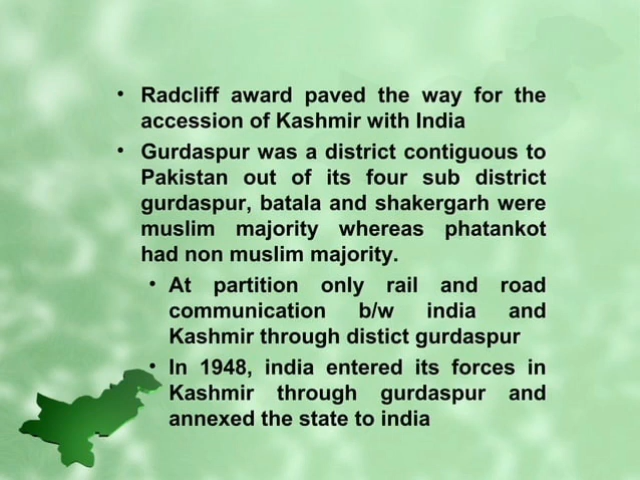 • Radcliff award paved the way for the
accession of Kashmir with India
• Gurdaspur was a district contiguous to
Pakistan out of its four sub district
gurdaspur, batala and shakergarh were
muslim majority whereas phatankot
had non muslim majority.
• At partition only rail and road
communication b/w india and
Kashmir through distict gurdaspur
• In 1948, india entered its forces in
Kashmir through gurdaspur and
annexed the state to india